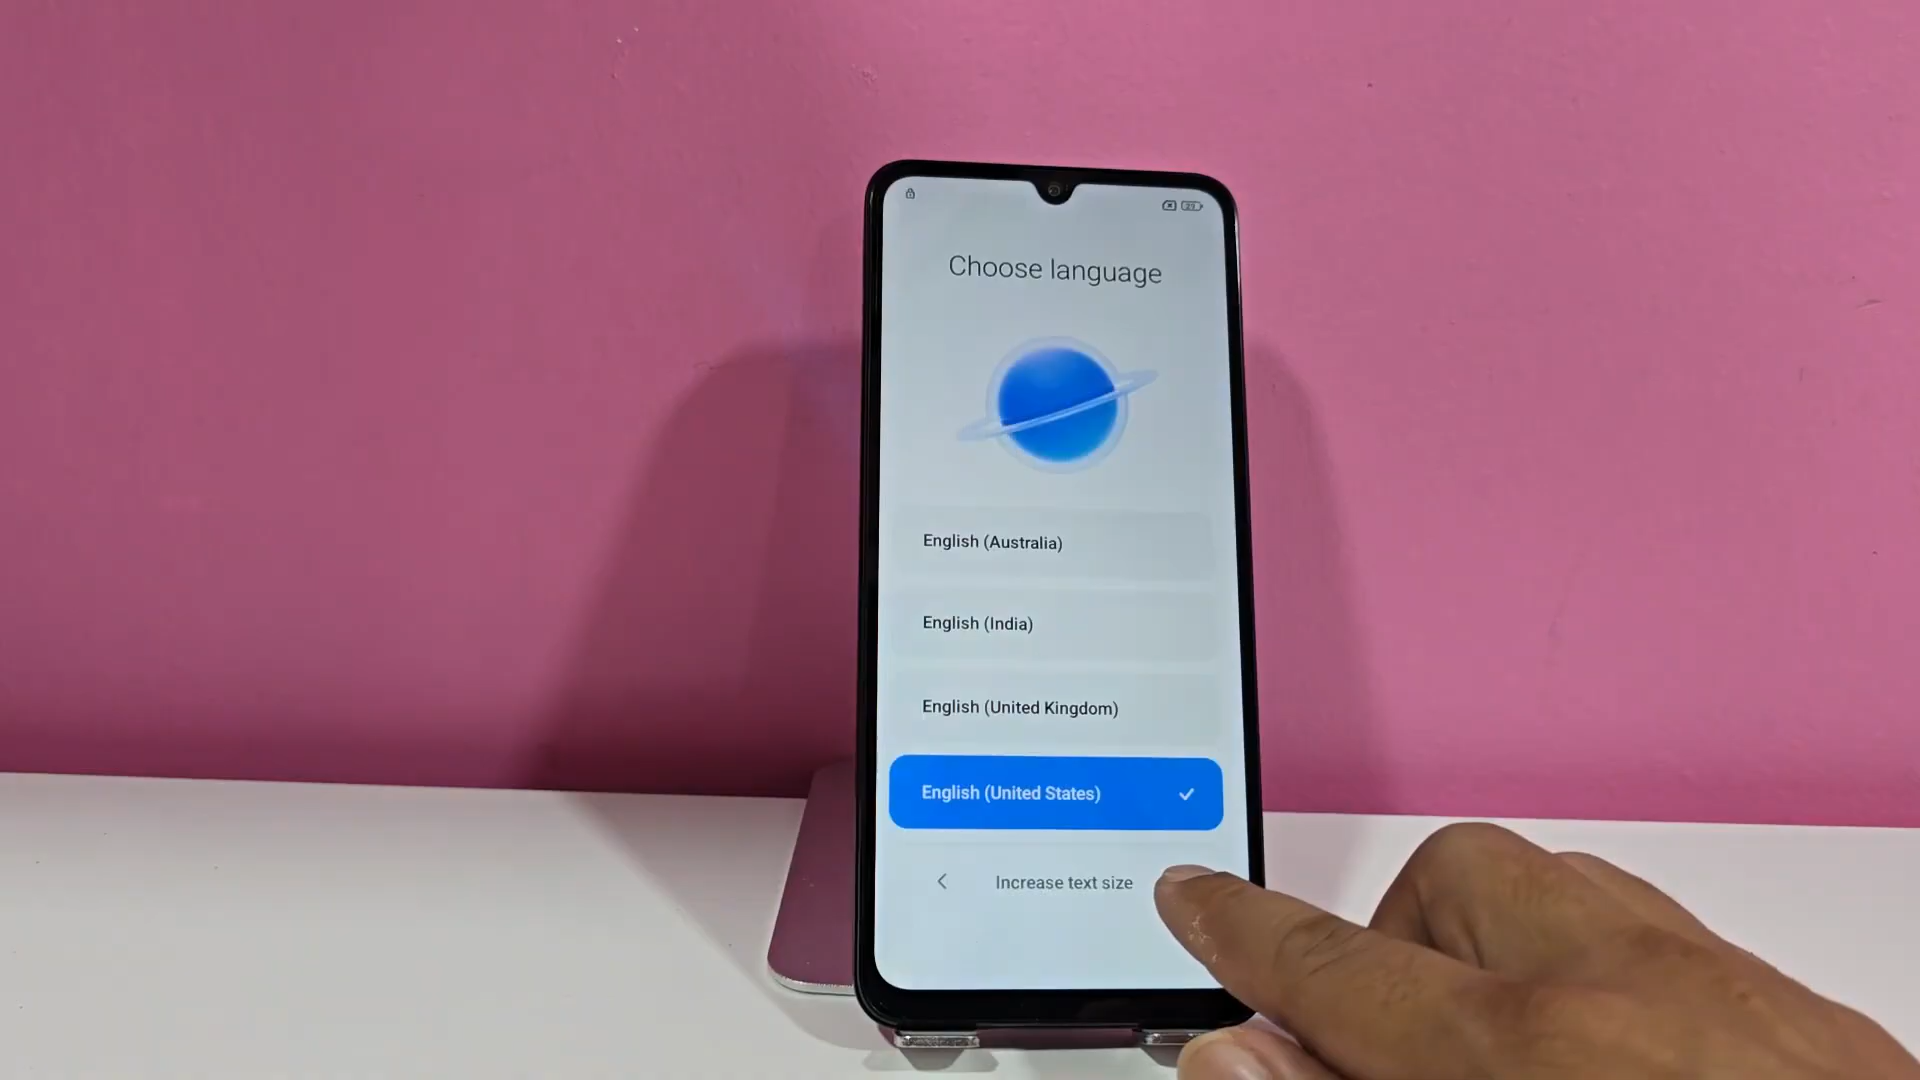 Choose language
English (Australia)
English (India)
English (United Kingdom)
English (United States)
Increase text size